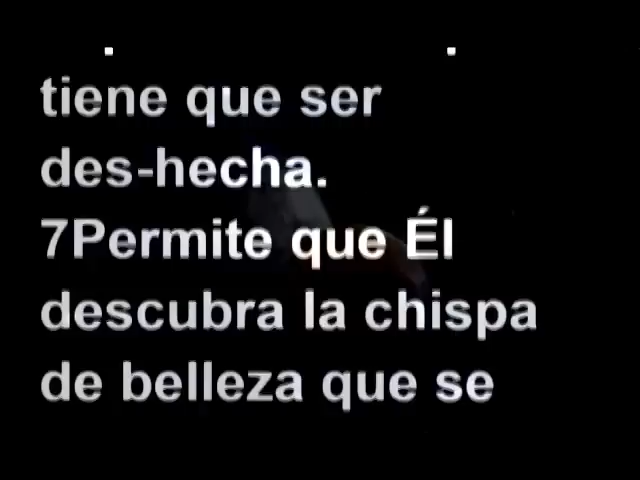 tiene que ser
des-hecha.
7Permite que Él
descubra la chispa
de belleza que se